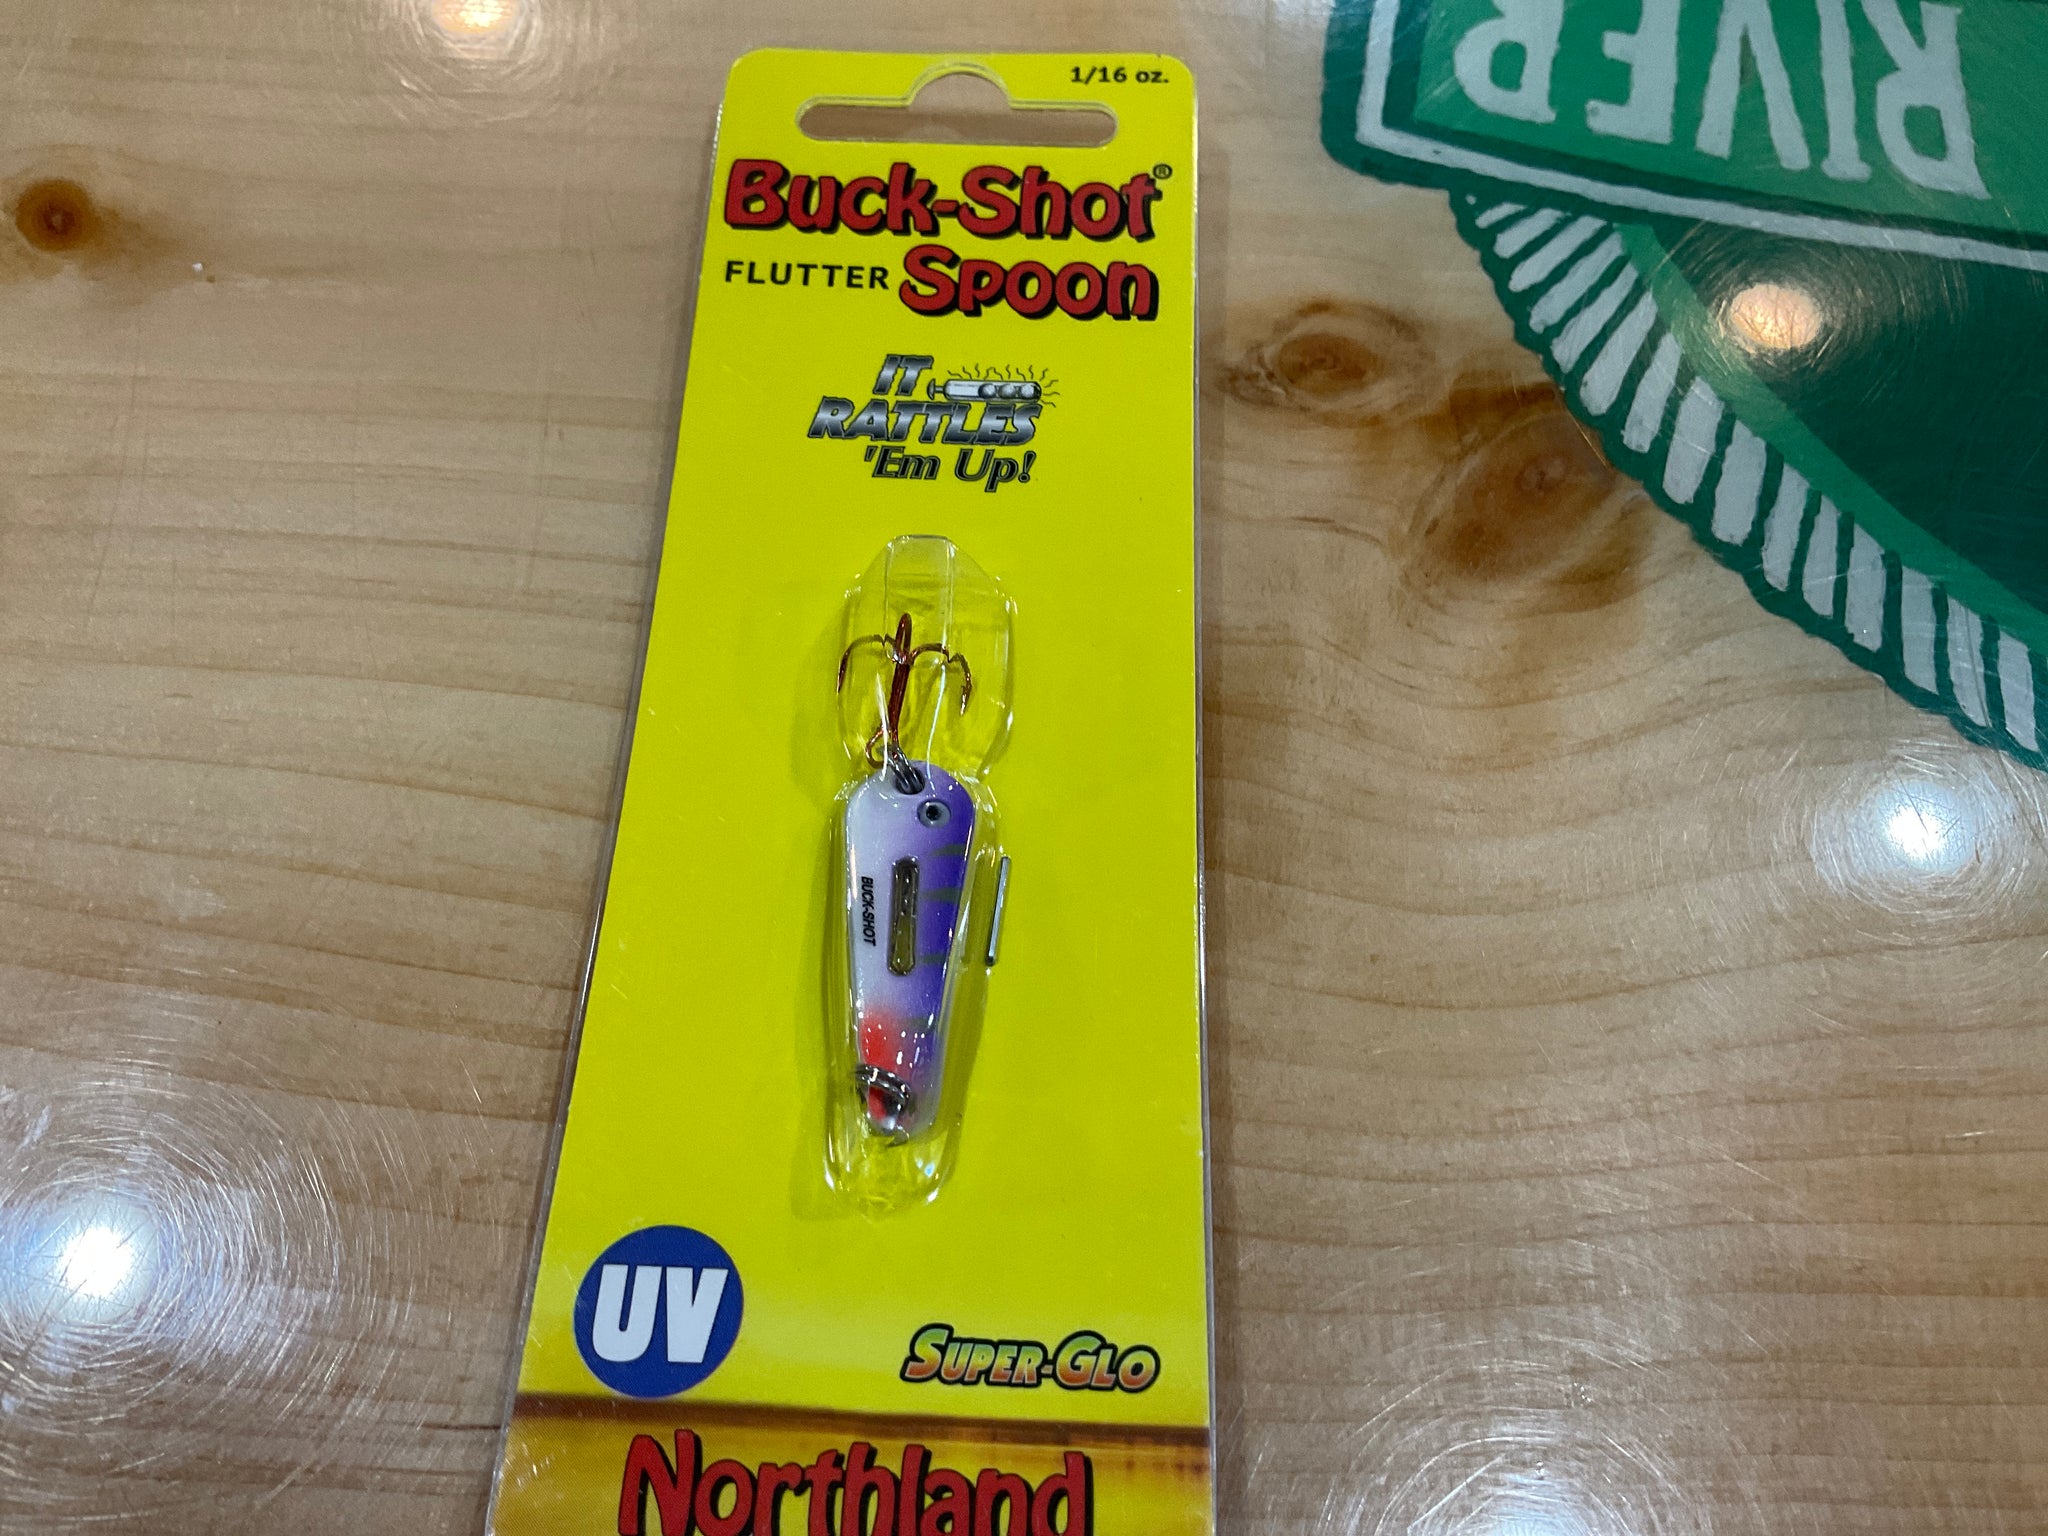 1/16 oz.
Buck-Shot®
FLUTTER Spoon
IT
RATTLES
'Em Up!
BUCK-SHOT
UV
SUPER-GLO
Northland
RIVER